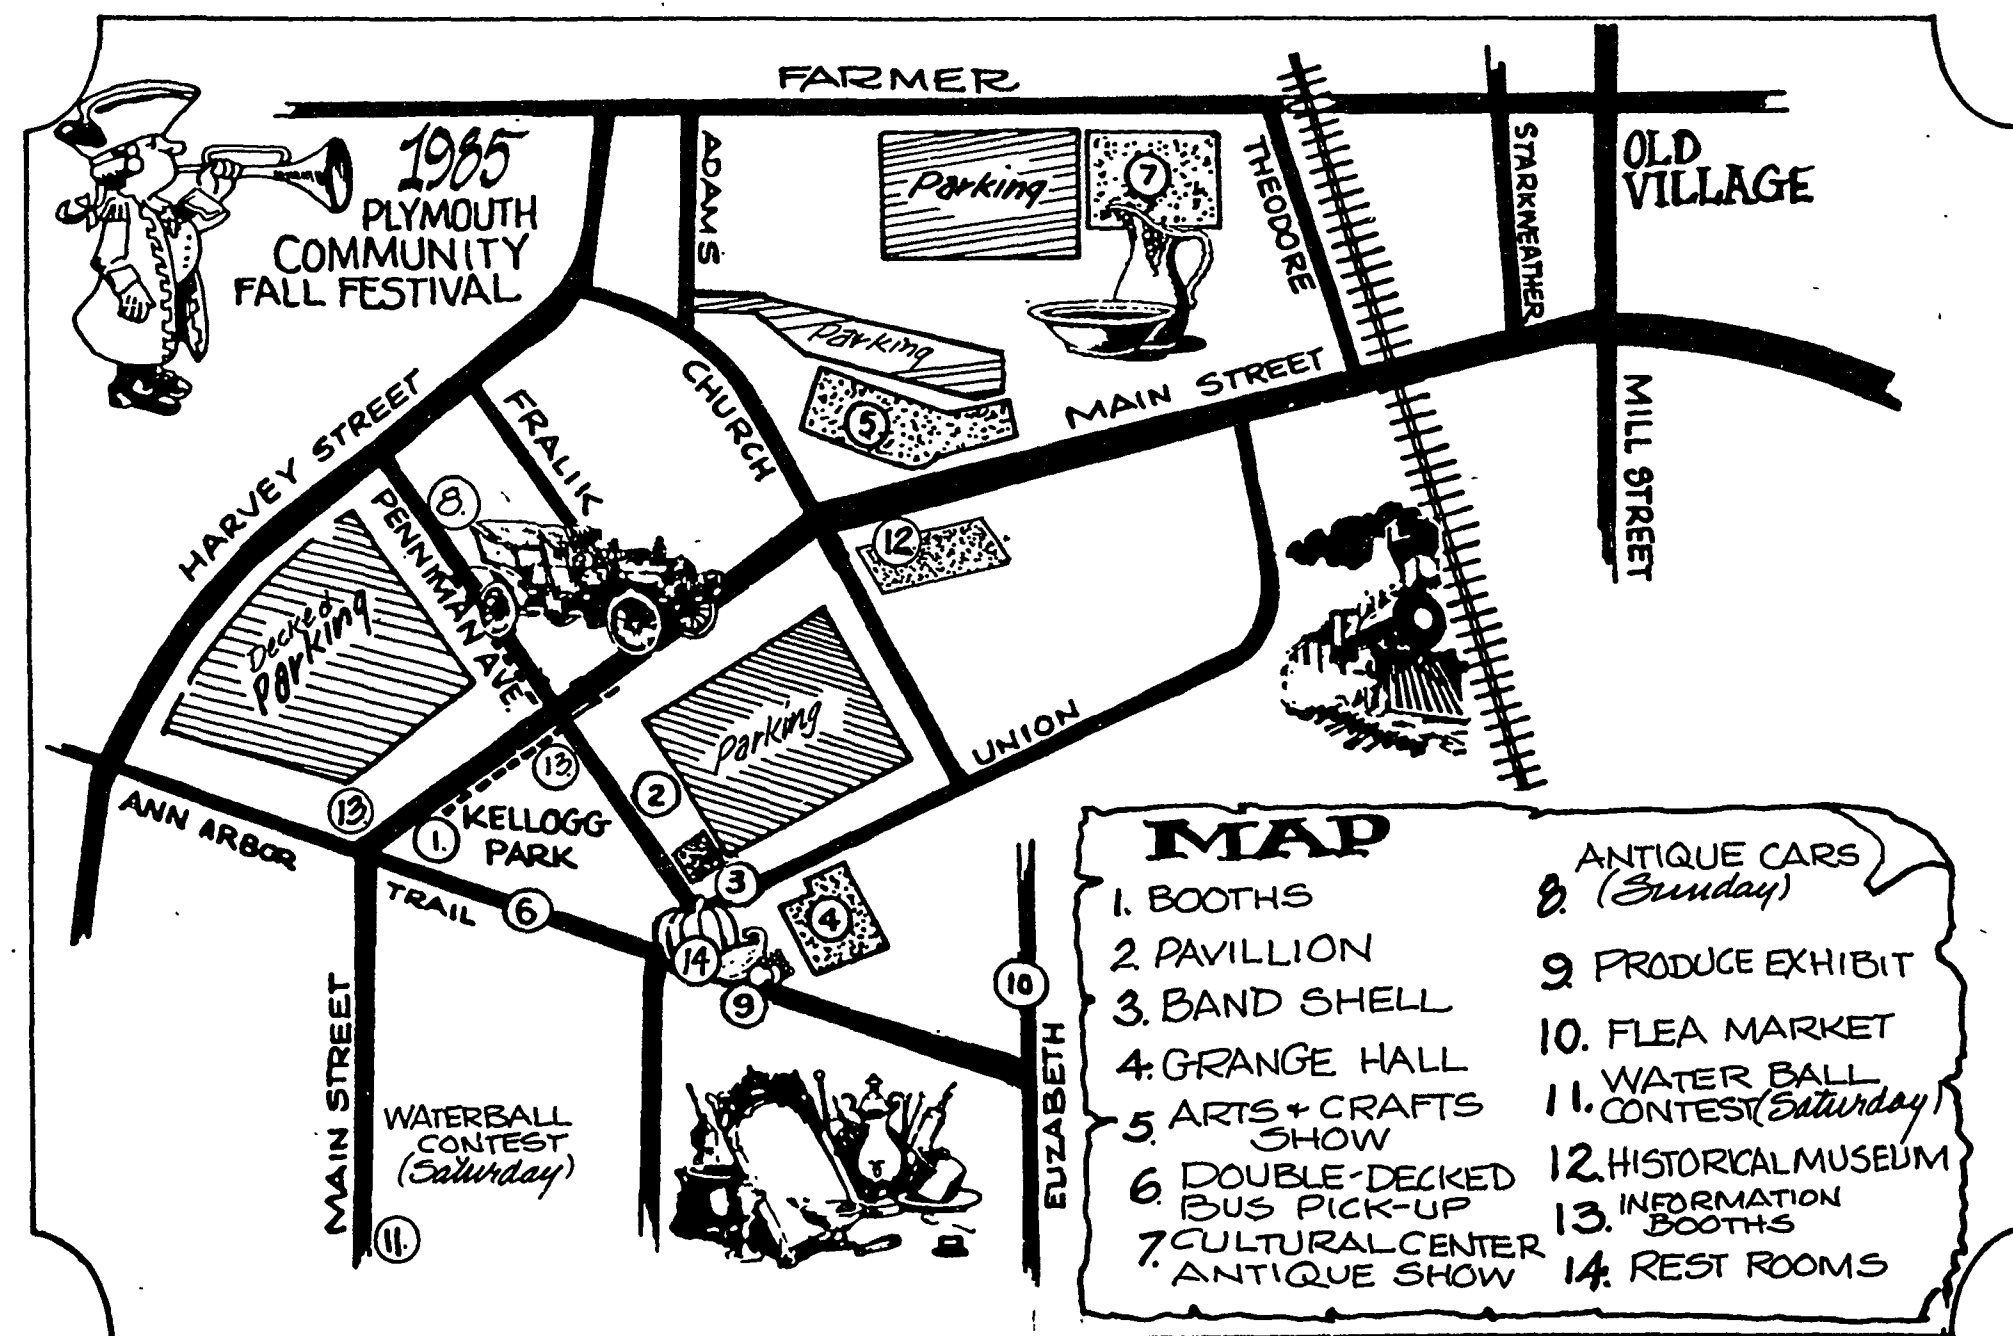 FARMER
1985
PLYMOUTH
COMMUNITY
FALL FESTIVAL
ADAMS
Parking
7
THEODORE
STARKWEATHER
OLD
VILLAGE
Parking
5
CHURCH
MAIN STREET
MILL STREET
HARVEY STREET
FRALIK
PENNIMAN AVE.
8.
12
Decked
Parking
Parking
UNION
13.
13.
2
1.
KELLOGG
PARK
ANN ARBOR
TRAIL
6
3
4
14
9
10
ELIZABETH
MAIN STREET
WATERBALL
CONTEST
(Saturday)
11.
MAP
1. BOOTHS
2. PAVILLION
3. BAND SHELL
4. GRANGE HALL
5. ARTS + CRAFTS
SHOW
6. DOUBLE-DECKED
BUS PICK-UP
7. CULTURAL CENTER
ANTIQUE SHOW
8. ANTIQUE CARS
(Sunday)
9. PRODUCE EXHIBIT
10. FLEA MARKET
11. WATER BALL
CONTEST (Saturday)
12. HISTORICAL MUSEUM
13. INFORMATION
BOOTHS
14. REST ROOMS